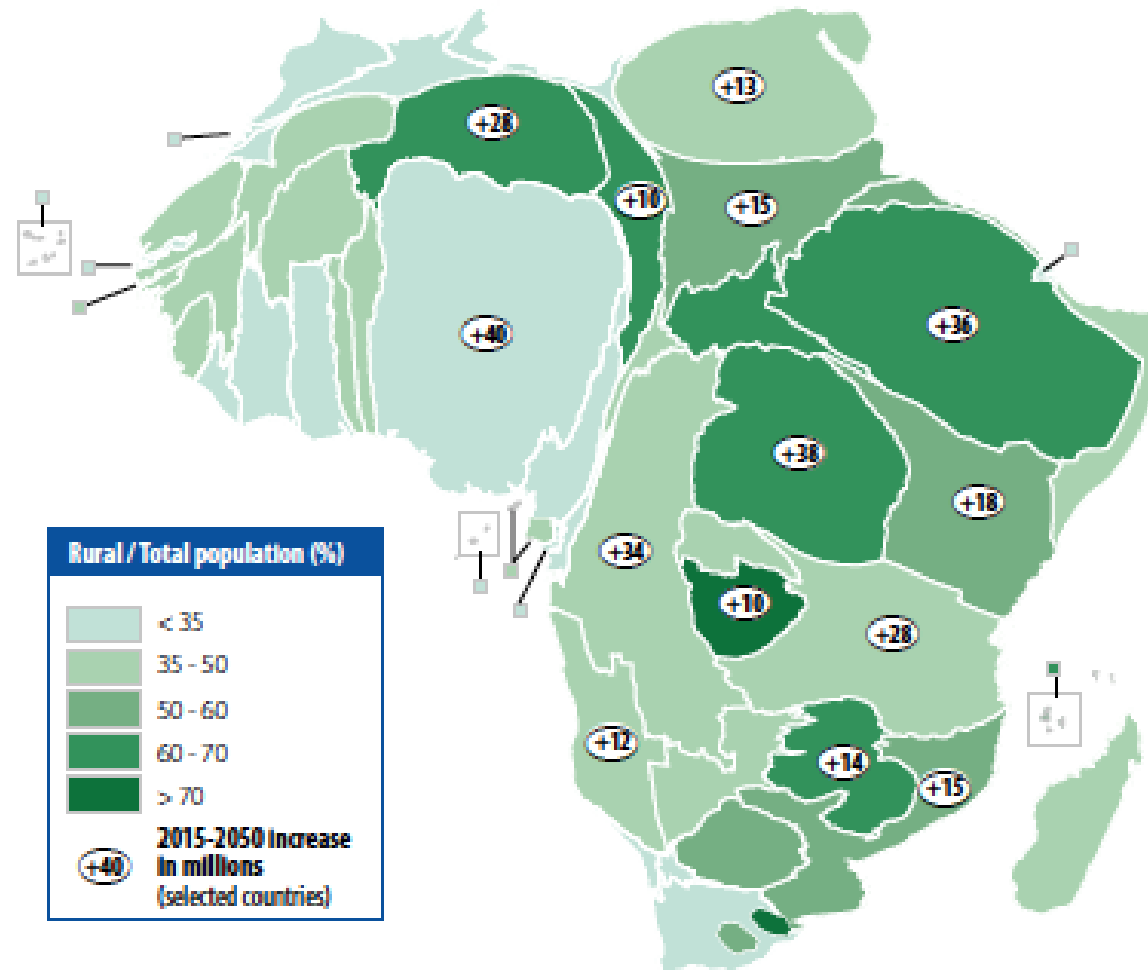 +13
+28
+10
+15
+40
+36
+38
+18
+34
+10
+28
+12
+14
+15
Rural / Total population (%)
< 35
35 - 50
50 - 60
60 - 70
> 70
+40
2015-2050 increase
in millions
(selected countries)